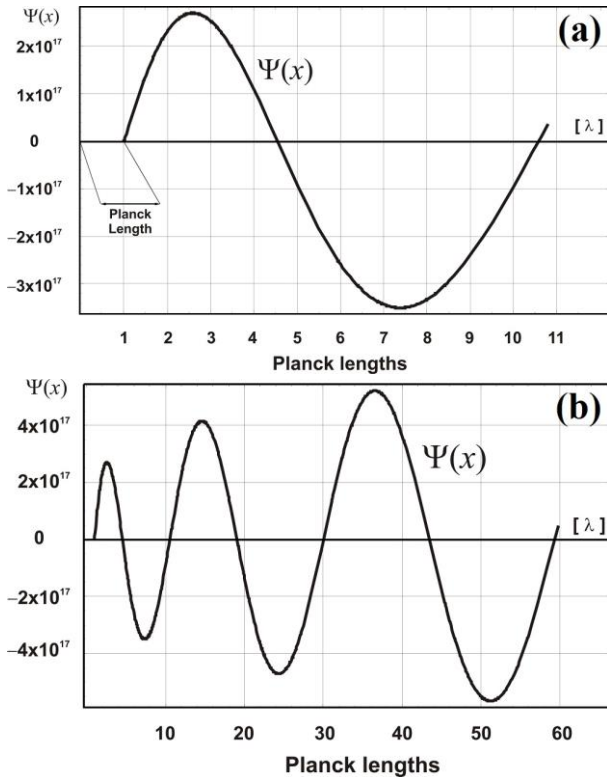 Ψ(x)
(a)
2x10¹⁷
Ψ(x)
1x10¹⁷
[ λ ]
0
Planck
Length
−1x10¹⁷
−2x10¹⁷
−3x10¹⁷
1 2 3 4 5 6 7 8 9 10 11
Planck lengths
Ψ(x)
(b)
4x10¹⁷
Ψ(x)
2x10¹⁷
[ λ ]
0
−2x10¹⁷
−4x10¹⁷
10 20 30 40 50 60
Planck lengths